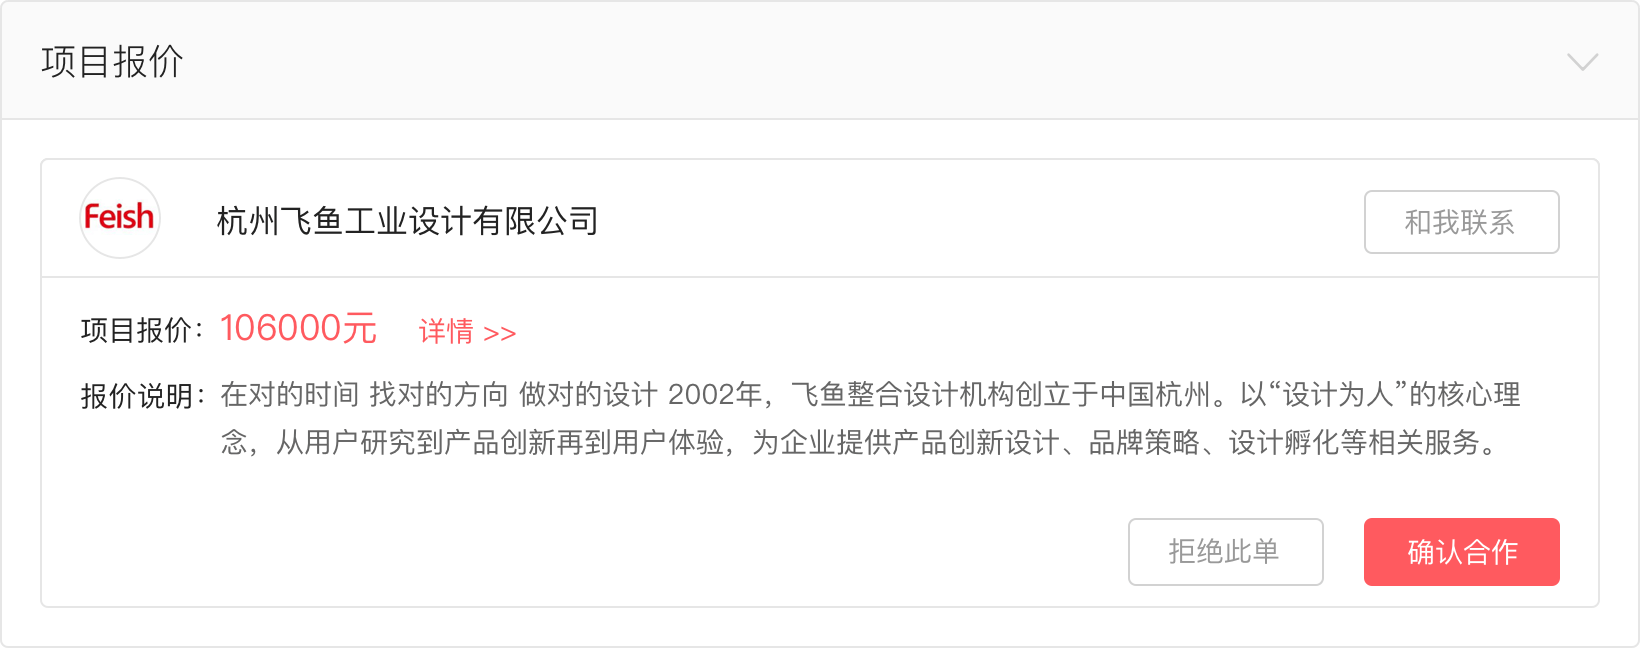 项目报价
Feish
杭州飞鱼工业设计有限公司
和我联系
项目报价：106000元 详情 >>
报价说明：在对的时间 找对的方向 做对的设计 2002年，飞鱼整合设计机构创立于中国杭州。以“设计为人”的核心理
念，从用户研究到产品创新再到用户体验，为企业提供产品创新设计、品牌策略、设计孵化等相关服务。
拒绝此单
确认合作